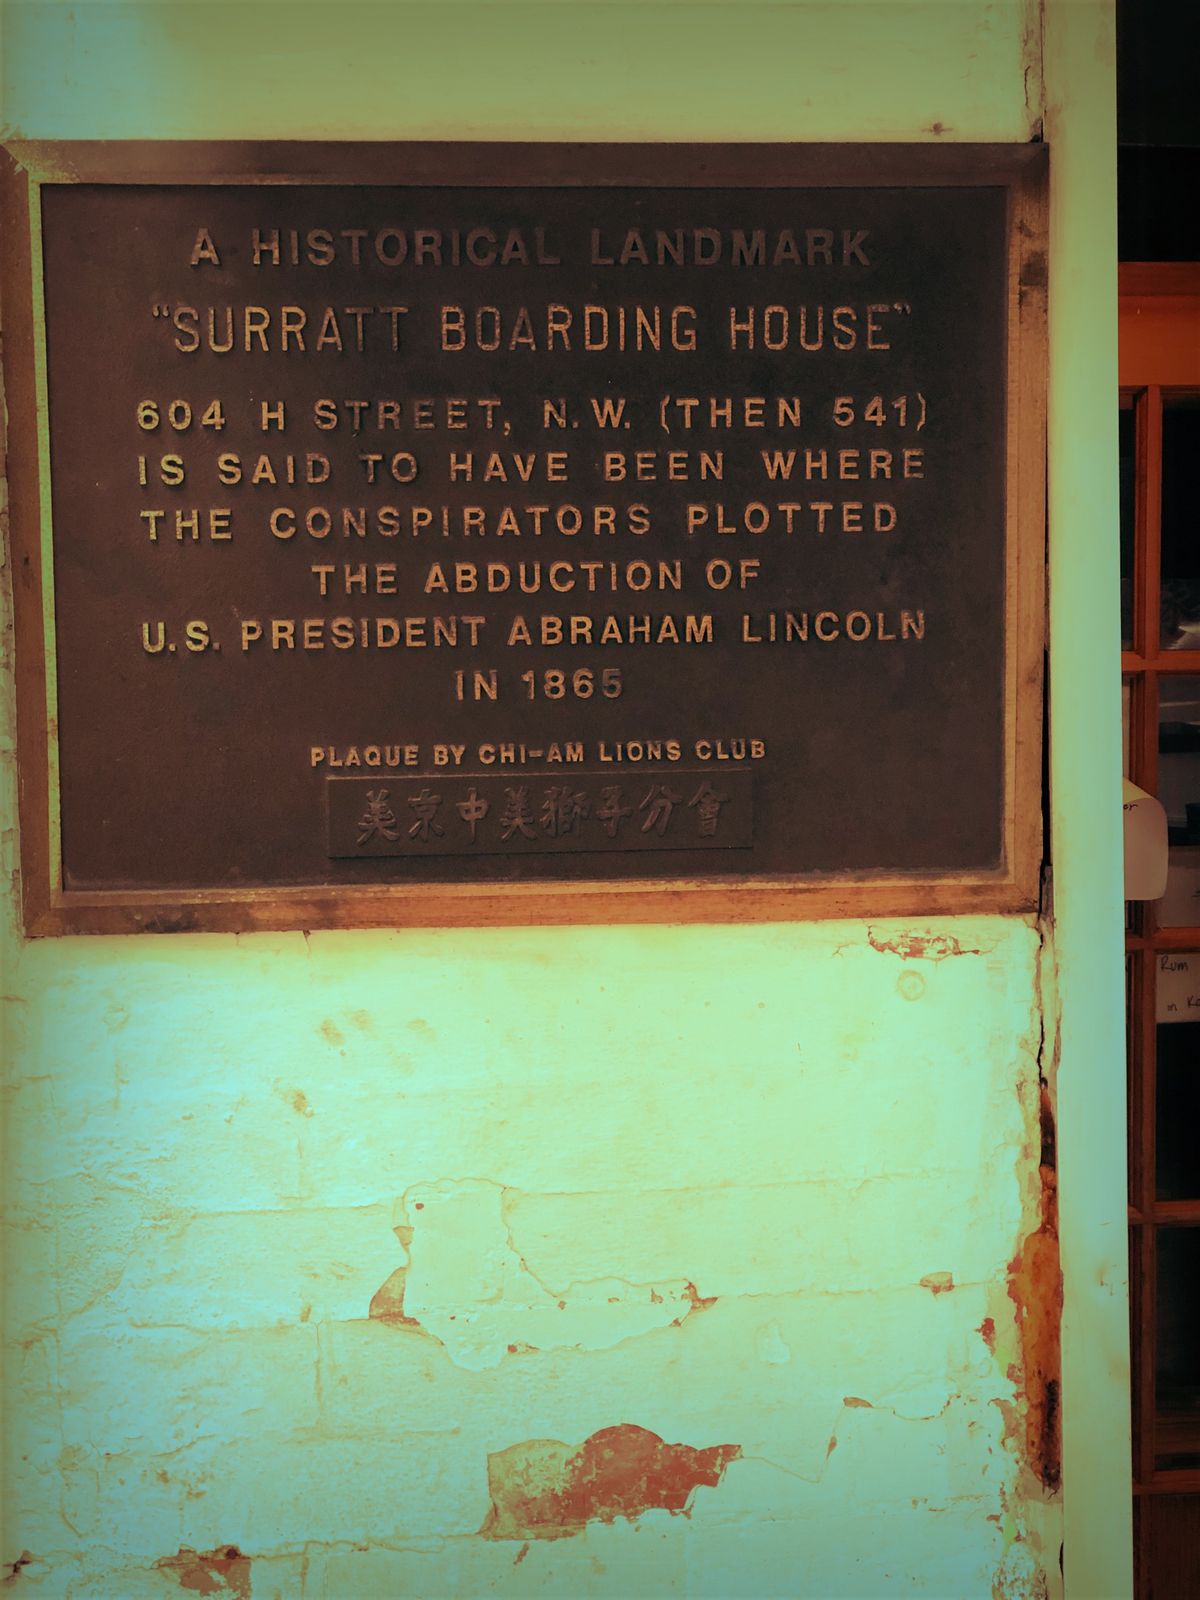 A HISTORICAL LANDMARK
"SURRATT BOARDING HOUSE"
604 H STREET, N.W. (THEN 541)
IS SAID TO HAVE BEEN WHERE
THE CONSPIRATORS PLOTTED
THE ABDUCTION OF
U.S. PRESIDENT ABRAHAM LINCOLN
IN 1865
PLAQUE BY CHI-AM LIONS CLUB
美京中美獅子分會
Rum